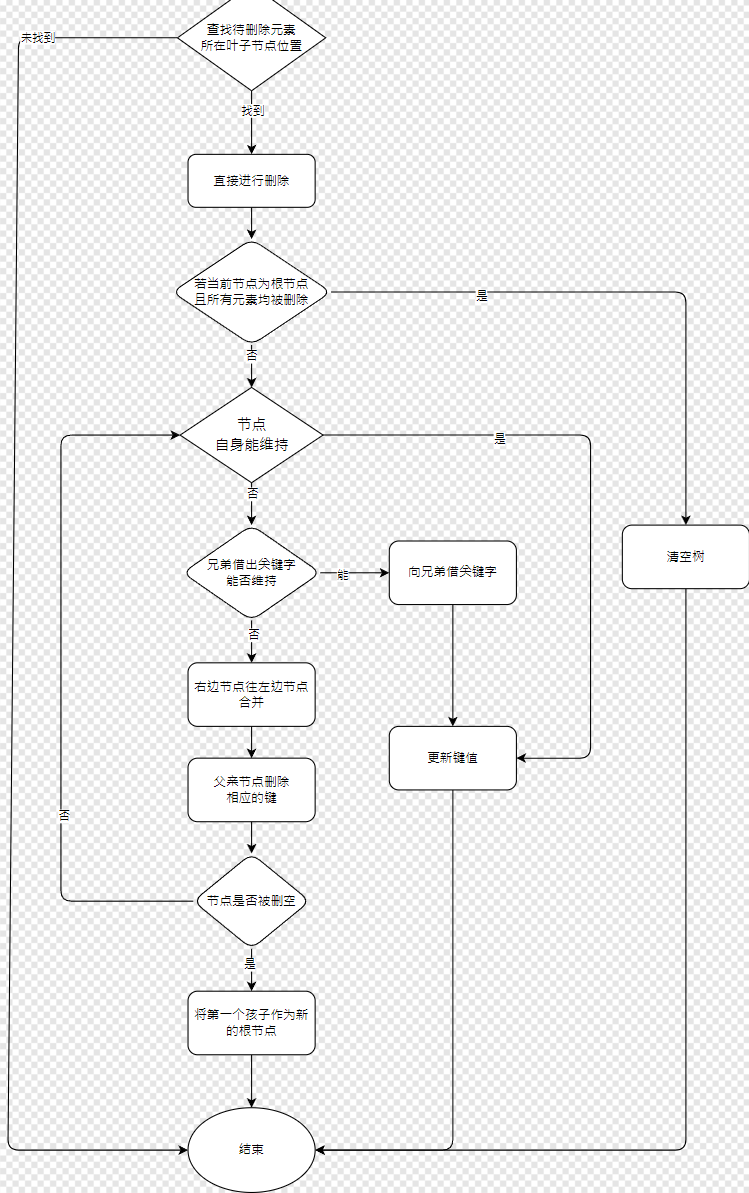 查找待删除元素
所在叶子节点位置
未找到
找到
直接进行删除
若当前节点为根节点
且所有元素均被删除
是
否
节点
自身能维持
是
否
兄弟借出关键字
能否维持
能
向兄弟借关键字
清空树
否
右边节点往左边节点
合并
更新键值
父亲节点删除
相应的键
否
节点是否被删空
是
将第一个孩子作为新
的根节点
结束